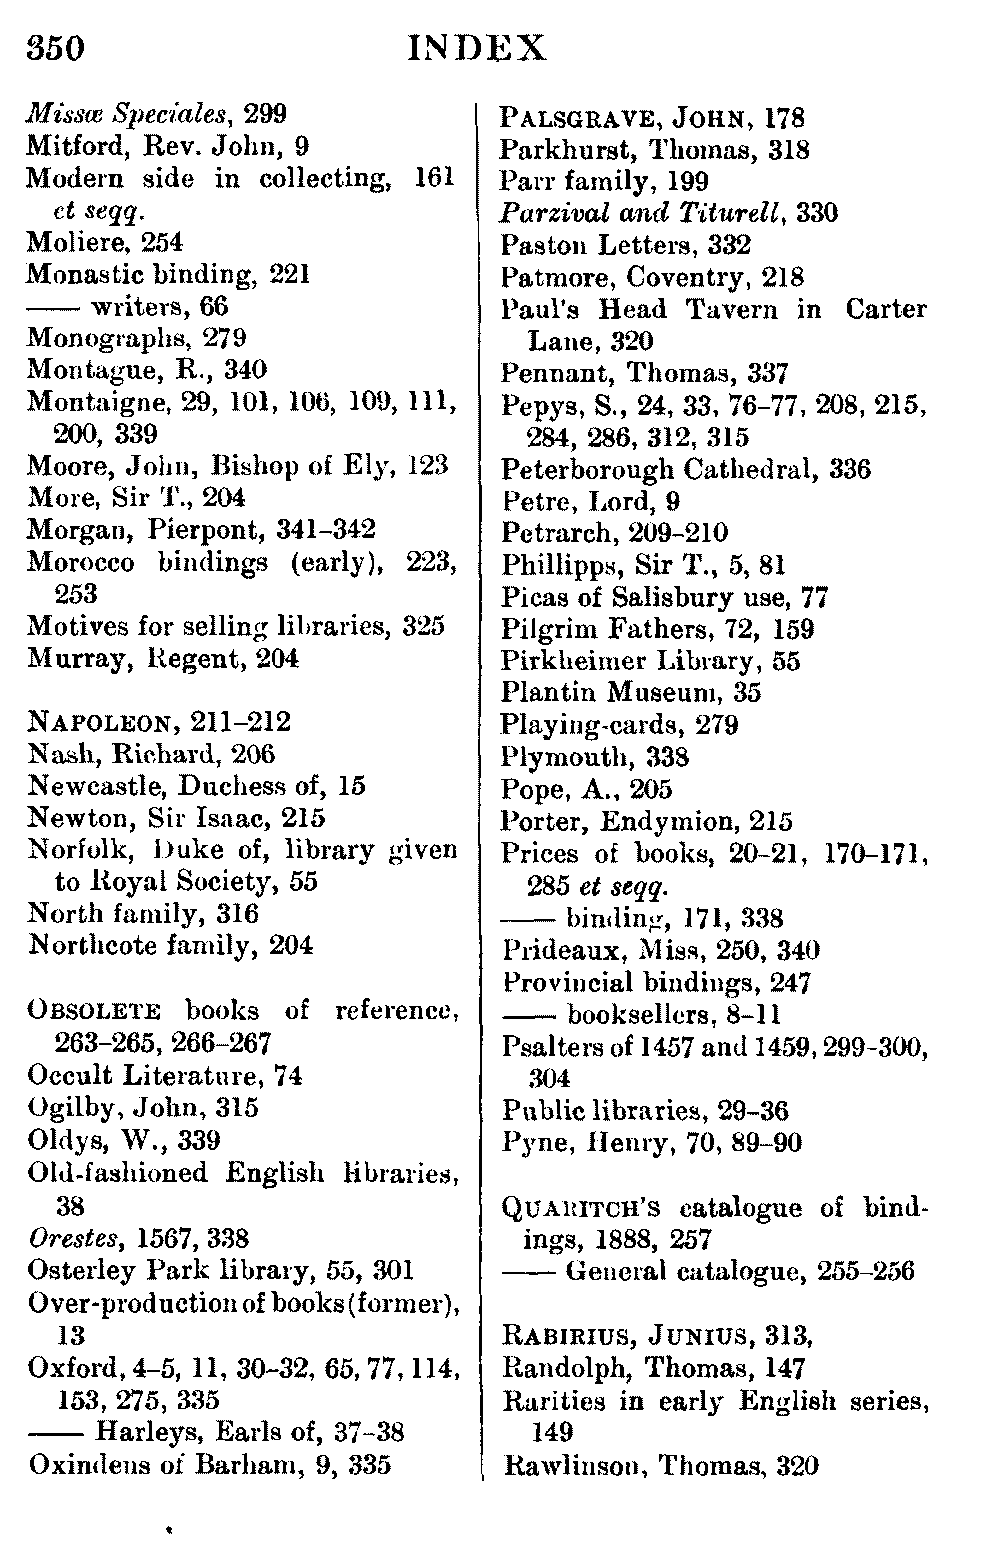 350 INDEX
Missæ Speciales, 299
Mitford, Rev. John, 9
Modern side in collecting, 161
et seqq.
Moliere, 254
Monastic binding, 221
—— writers, 66
Monographs, 279
Montague, R., 340
Montaigne, 29, 101, 106, 109, 111,
200, 339
Moore, John, Bishop of Ely, 123
More, Sir T., 204
Morgan, Pierpont, 341–342
Morocco bindings (early), 223,
253
Motives for selling libraries, 325
Murray, Regent, 204
NAPOLEON, 211–212
Nash, Richard, 206
Newcastle, Duchess of, 15
Newton, Sir Isaac, 215
Norfolk, Duke of, library given
to Royal Society, 55
North family, 316
Northcote family, 204
OBSOLETE books of reference,
263–265, 266–267
Occult Literature, 74
Ogilby, John, 315
Oldys, W., 339
Old-fashioned English libraries,
38
Orestes, 1567, 338
Osterley Park library, 55, 301
Over-production of books (former),
13
Oxford, 4–5, 11, 30–32, 65, 77, 114,
153, 275, 335
—— Harleys, Earls of, 37–38
Oxindens of Barham, 9, 335
PALSGRAVE, JOHN, 178
Parkhurst, Thomas, 318
Parr family, 199
Parzival and Titurell, 330
Paston Letters, 332
Patmore, Coventry, 218
Paul's Head Tavern in Carter
Lane, 320
Pennant, Thomas, 337
Pepys, S., 24, 33, 76–77, 208, 215,
284, 286, 312, 315
Peterborough Cathedral, 336
Petre, Lord, 9
Petrarch, 209–210
Phillipps, Sir T., 5, 81
Picas of Salisbury use, 77
Pilgrim Fathers, 72, 159
Pirkheimer Library, 55
Plantin Museum, 35
Playing-cards, 279
Plymouth, 338
Pope, A., 205
Porter, Endymion, 215
Prices of books, 20–21, 170–171,
285 et seqq.
—— binding, 171, 338
Prideaux, Miss, 250, 340
Provincial bindings, 247
—— booksellers, 8–11
Psalters of 1457 and 1459, 299–300,
304
Public libraries, 29–36
Pyne, Henry, 70, 89–90
QUARITCH'S catalogue of bind-
ings, 1888, 257
—— General catalogue, 255–256
RABIRIUS, JUNIUS, 313,
Randolph, Thomas, 147
Rarities in early English series,
149
Rawlinson, Thomas, 320